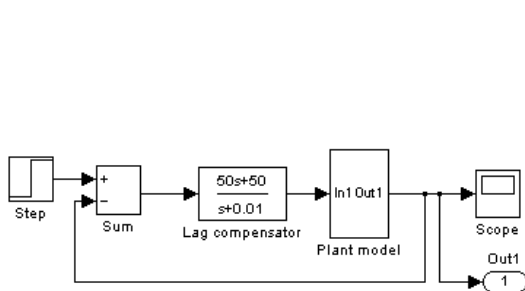 Step
+
−
Sum
50s+50
s+0.01
Lag compensator
In1 Out1
Plant model
Scope
Out1
1